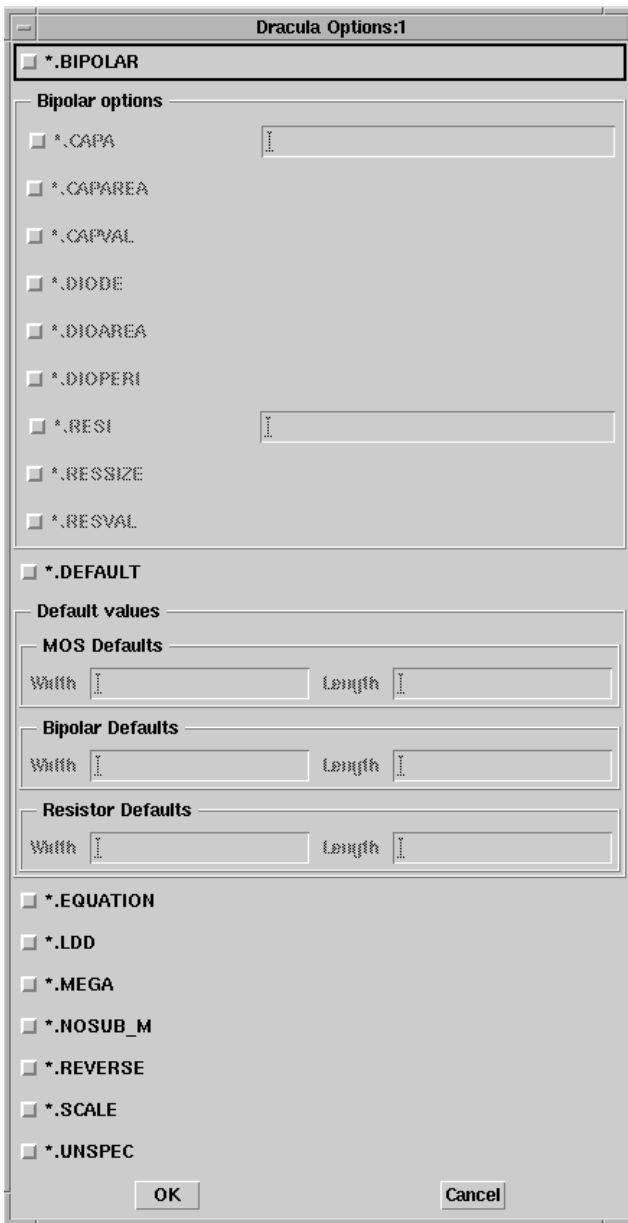 Dracula Options:1
*.BIPOLAR
Bipolar options
*.CAPA
*.CAPAREA
*.CAPVAL
*.DIODE
*.DIOAREA
*.DIOPERI
*.RESI
*.RESSIZE
*.RESVAL
*.DEFAULT
Default values
MOS Defaults
Width Length
Bipolar Defaults
Width Length
Resistor Defaults
Width Length
*.EQUATION
*.LDD
*.MEGA
*.NOSUB_M
*.REVERSE
*.SCALE
*.UNSPEC
OK Cancel